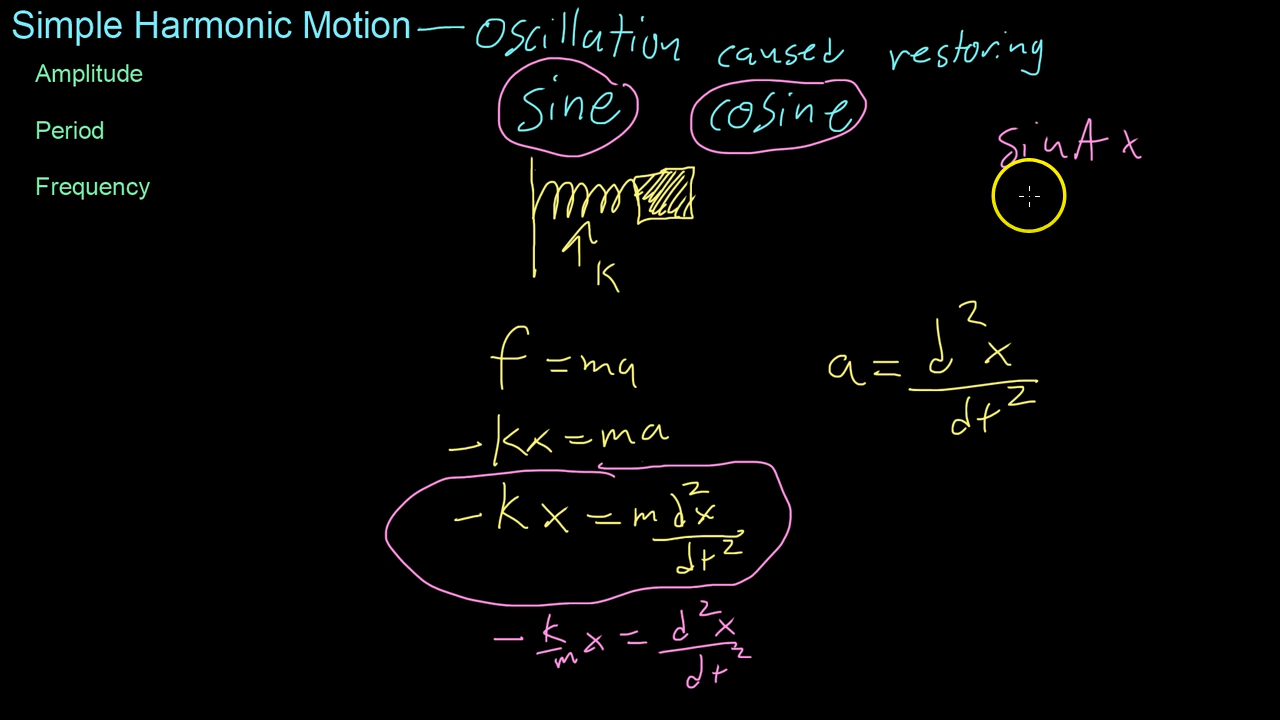 Simple Harmonic Motion — Oscillation caused restoring
Amplitude
sine cosine
Period
sin A x
Frequency
K
f = ma
a = d²x/dt²
-kx = ma
-kx = m d²x/dt²
-k/m x = d²x/dt²